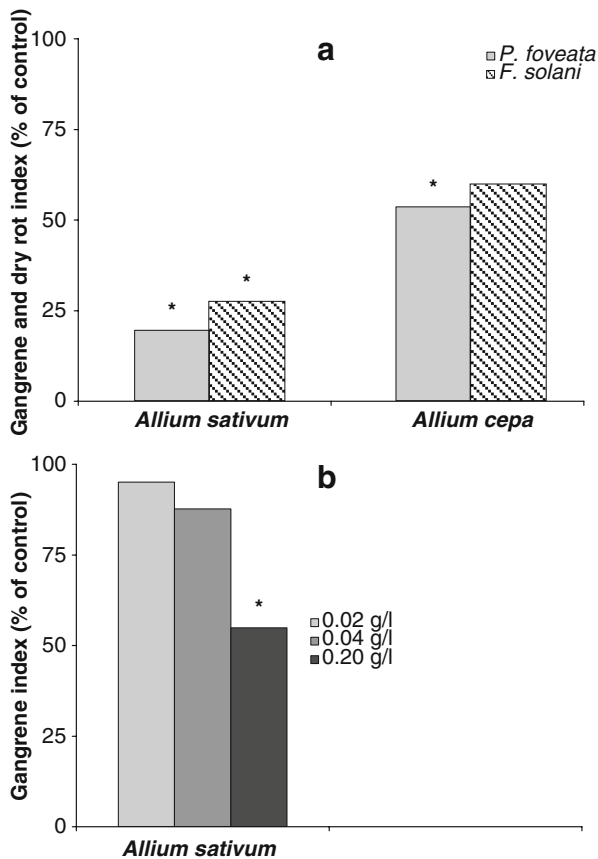 Gangrene and dry rot index (% of control)
100
75
50
25
0
a
P. foveata
F. solani
*
*
*
Allium sativum
Allium cepa
Gangrene index (% of control)
100
75
50
25
0
b
*
0.02 g/l
0.04 g/l
0.20 g/l
Allium sativum